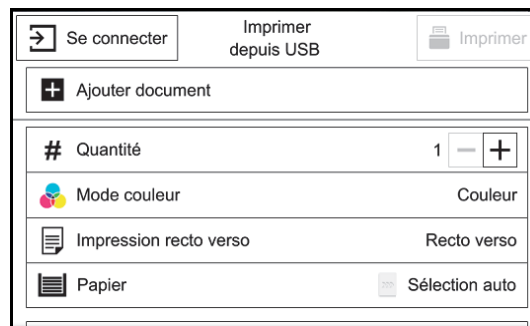 Se connecter
Imprimer
depuis USB
Imprimer
Ajouter document
# Quantité
1
Mode couleur
Couleur
Impression recto verso
Recto verso
Papier
Sélection auto